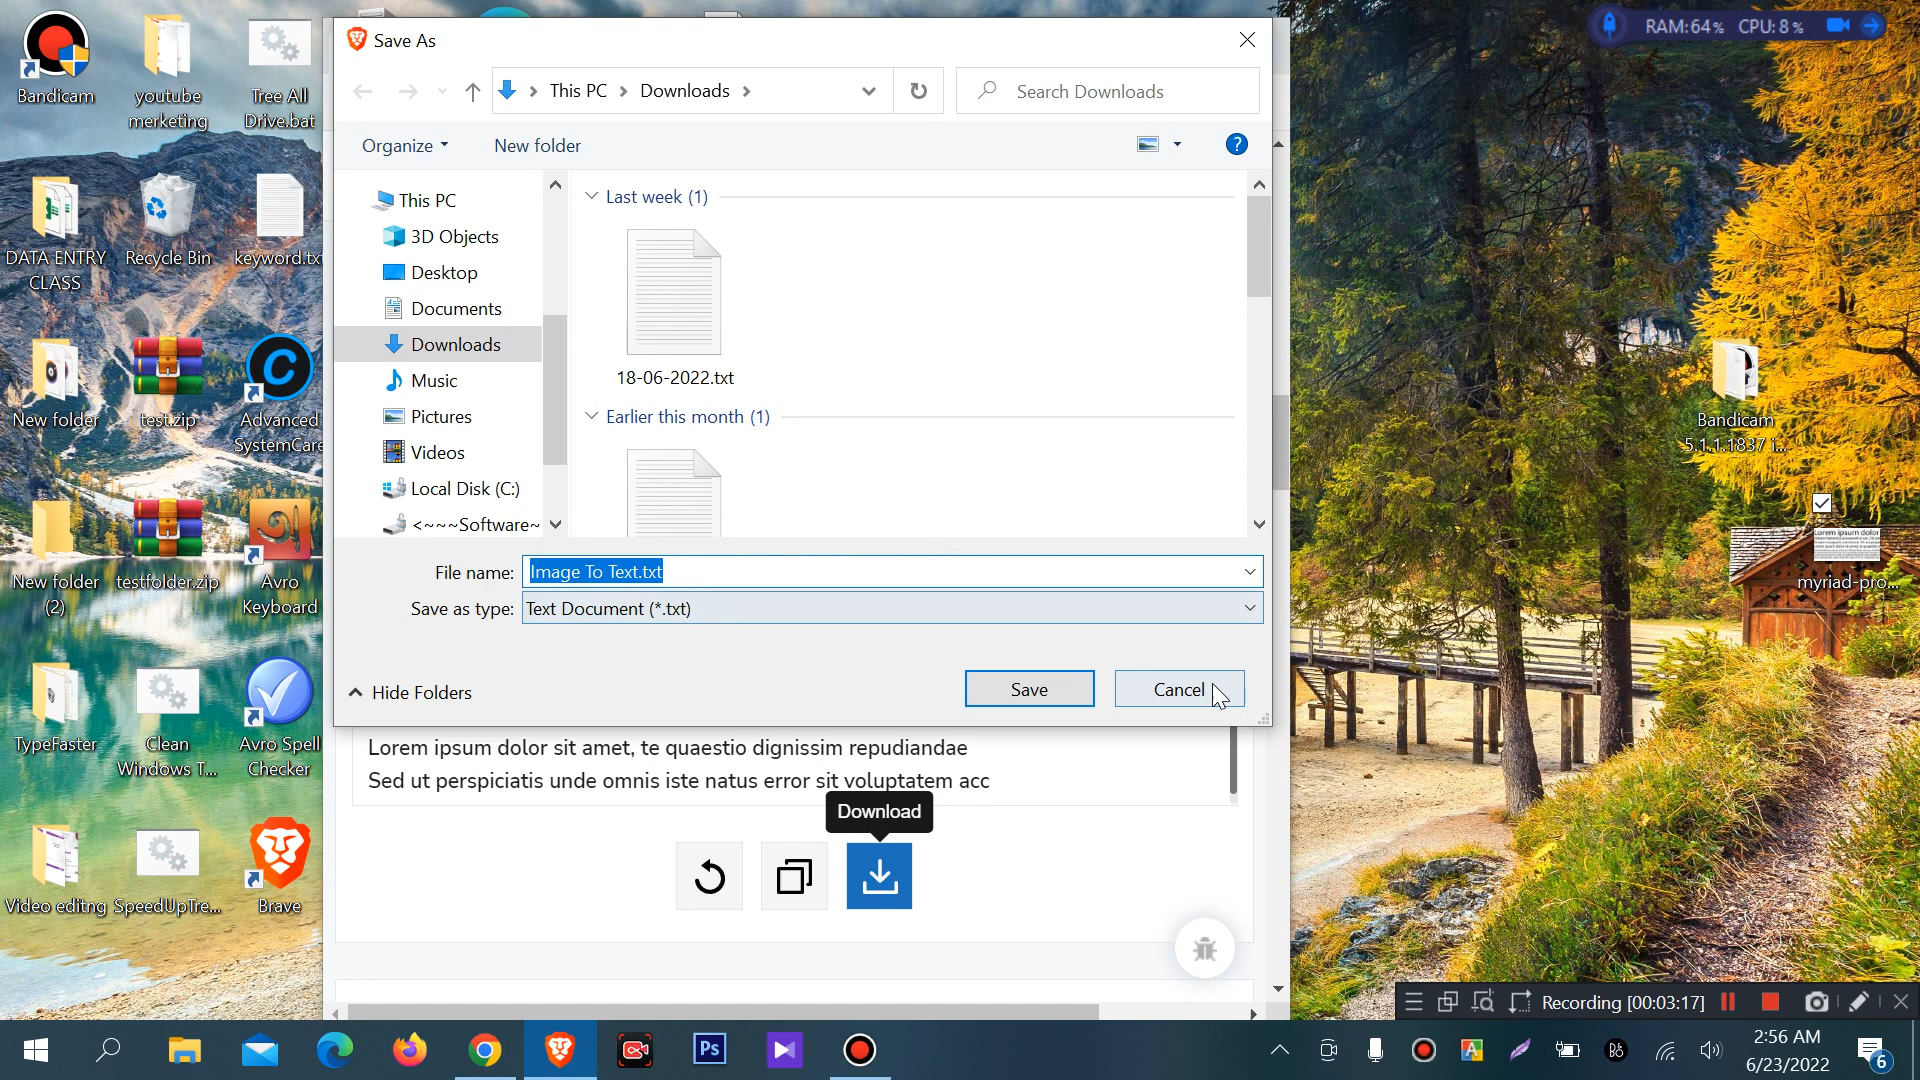 Save As
This PC
Downloads
Search Downloads
Organize
New folder
This PC
3D Objects
Desktop
Documents
Downloads
Music
Pictures
Videos
Local Disk (C:)
<~~~Software~
Last week (1)
18-06-2022.txt
Earlier this month (1)
File name:
Image To Text.txt
Save as type:
Text Document (*.txt)
Hide Folders
Save
Cancel
Lorem ipsum dolor sit amet, te quaestio dignissim repudiandae
Sed ut perspiciatis unde omnis iste natus error sit voluptatem acc
Download
Bandicam
youtube
merketing
Tree All
Drive.bat
DATA ENTRY
CLASS
Recycle Bin
keyword.txt
New folder
test.zip
Advanced
SystemCare
New folder
(2)
testfolder.zip
Avro
Keyboard
TypeFaster
Clean
Windows T...
Avro Spell
Checker
Video editng
SpeedUpTre...
Brave
RAM:64%
CPU:8%
Bandicam
5.1.1.1837 i...
lorem ipsum dolor
myriad-pro...
Recording [00:03:17]
Ps
2:56 AM
6/23/2022
6